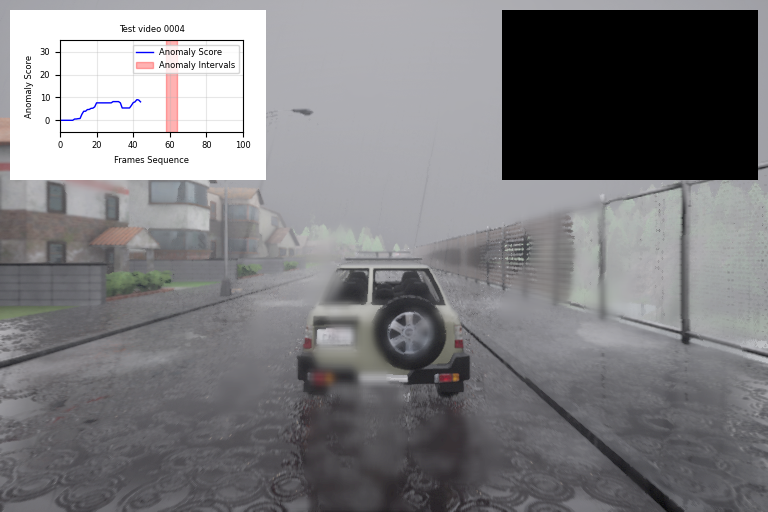 Test video 0004
Anomaly Score
30
20
10
0
Anomaly Score
Anomaly Intervals
0 20 40 60 80 100
Frames Sequence